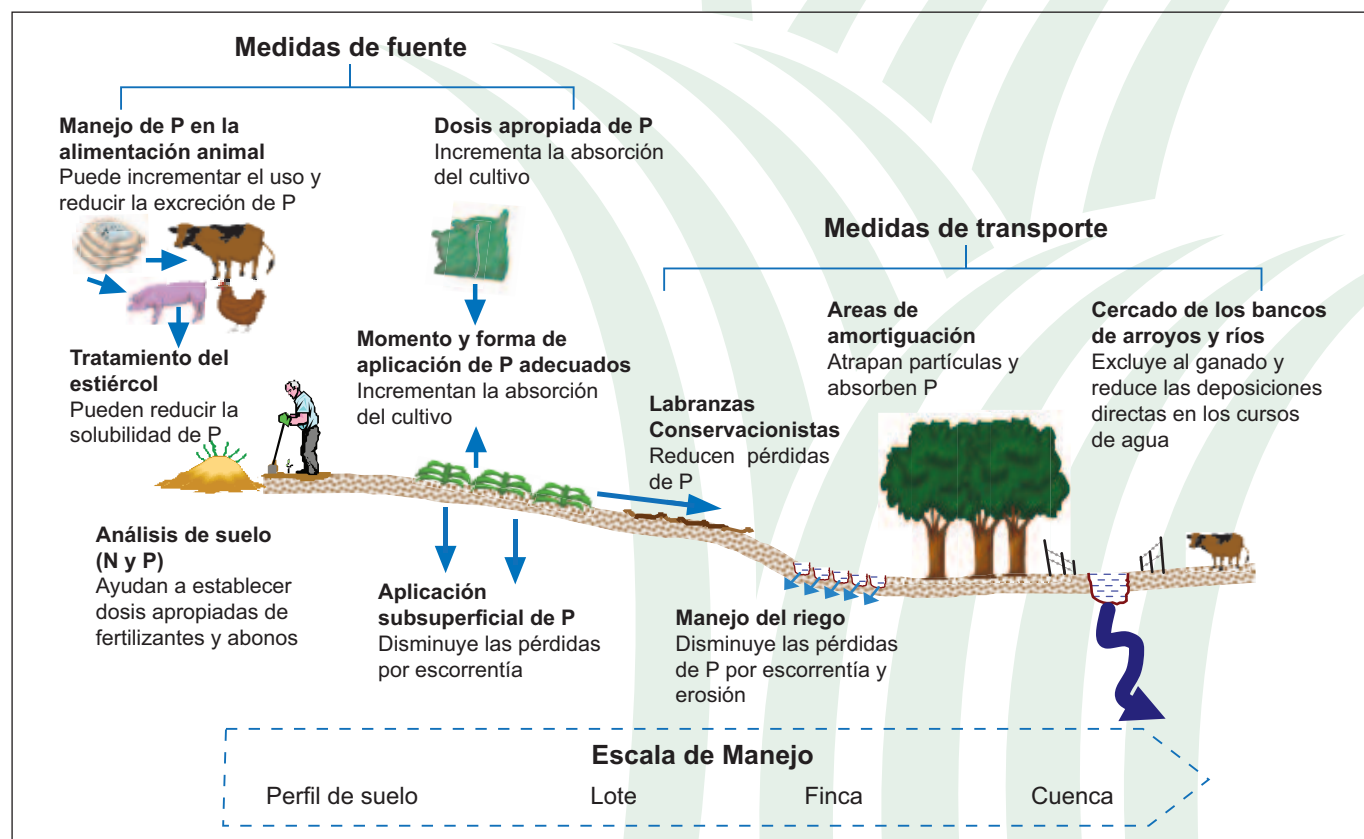 Medidas de fuente
Manejo de P en la
alimentación animal
Puede incrementar el uso y
reducir la excreción de P
Dosis apropiada de P
Incrementa la absorción
del cultivo
Tratamiento del
estiércol
Pueden reducir la
solubilidad de P
Momento y forma de
aplicación de P adecuados
Incrementan la absorción
del cultivo
Análisis de suelo
(N y P)
Ayudan a establecer
dosis apropiadas de
fertilizantes y abonos
Aplicación
subsuperficial de P
Disminuye las pérdidas
por escorrentía
Medidas de transporte
Labranzas
Conservacionistas
Reducen pérdidas
de P
Areas de
amortiguación
Atrapan partículas y
absorben P
Cercado de los bancos
de arroyos y ríos
Excluye al ganado y
reduce las deposiciones
directas en los cursos
de agua
Manejo del riego
Disminuye las pérdidas
de P por escorrentía y
erosión
Escala de Manejo
Perfil de suelo Lote Finca Cuenca